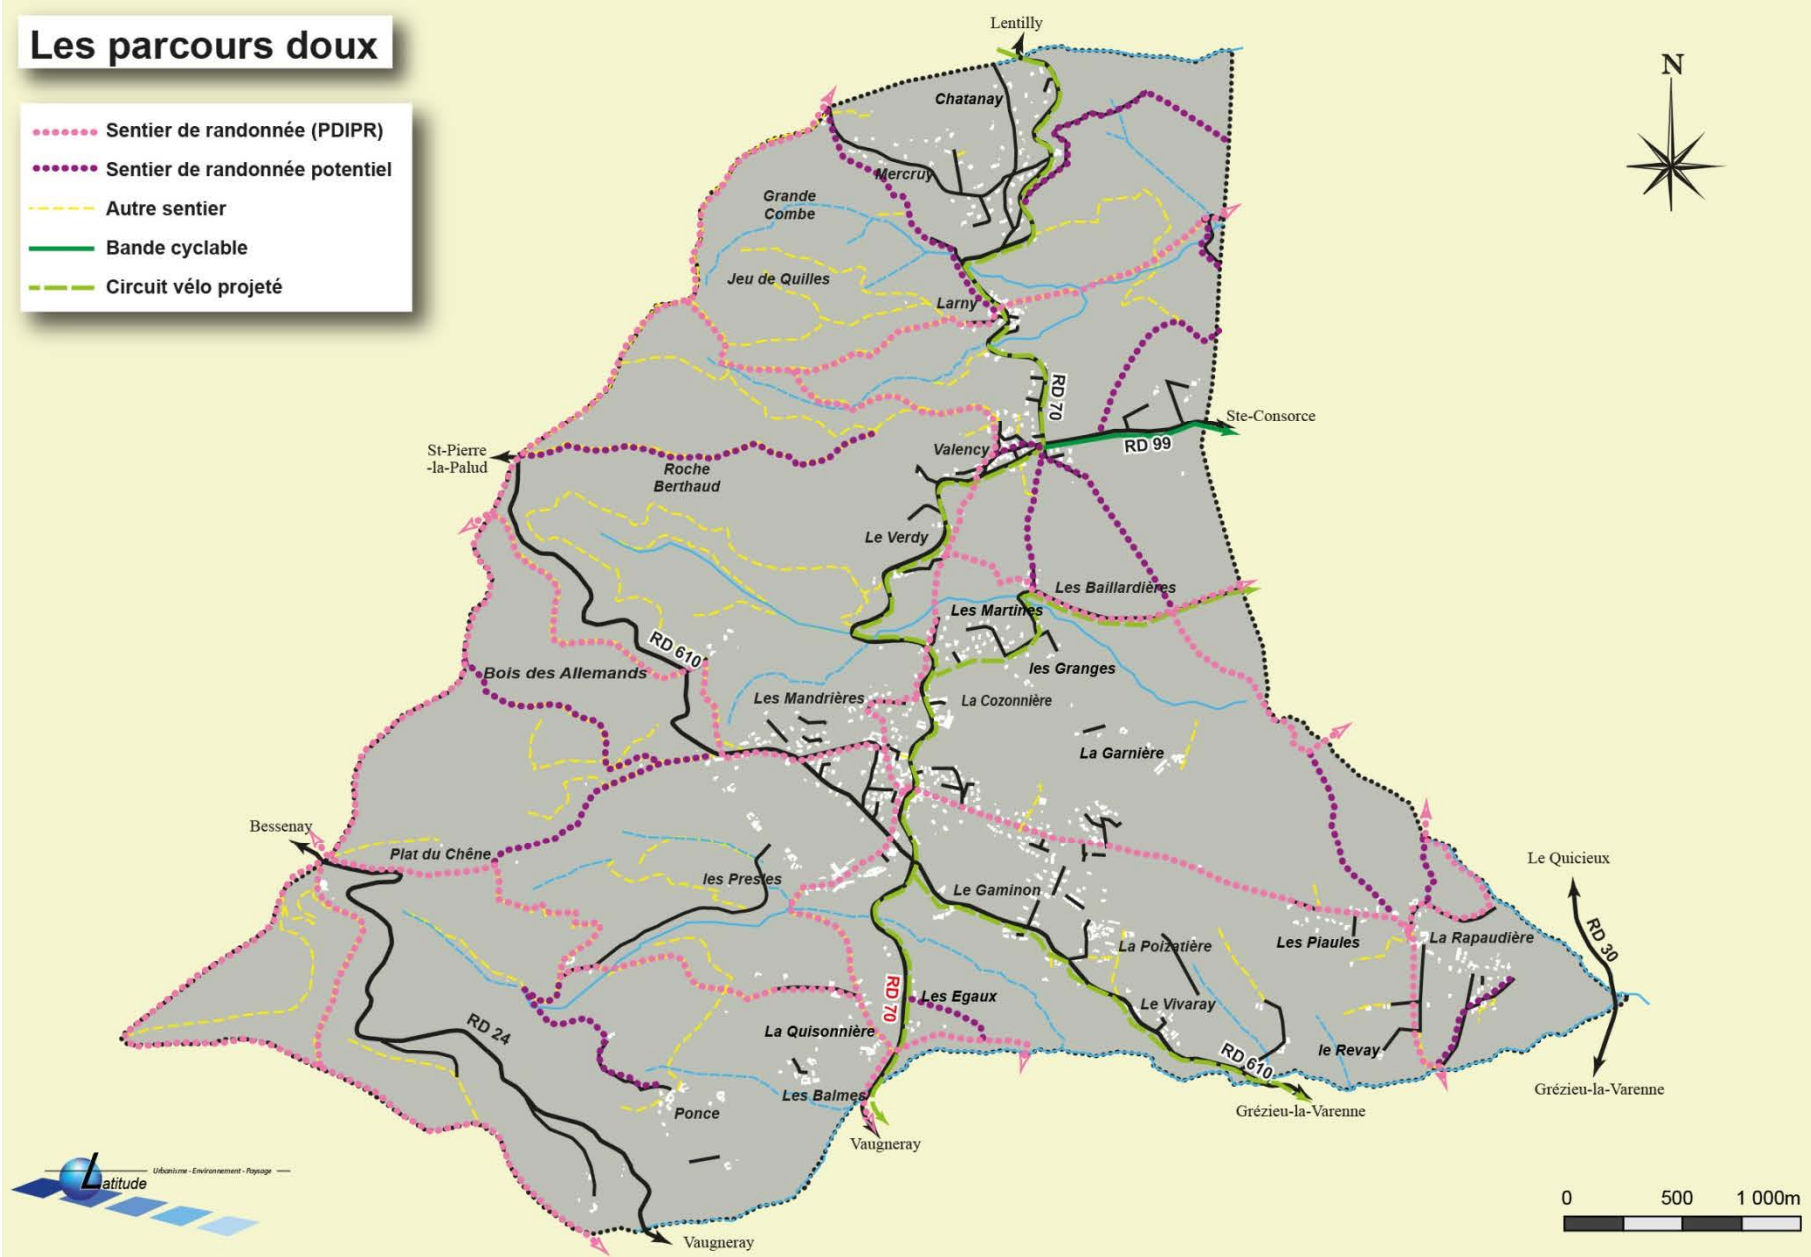 Les parcours doux
Sentier de randonnée (PDIPR)
Sentier de randonnée potentiel
Autre sentier
Bande cyclable
Circuit vélo projeté
Lentilly
N
Chatanay
Mercruy
Grande
Combe
Jeu de Quilles
Larny
RD 70
Ste-Consorce
RD 99
St-Pierre
-la-Palud
Valency
Roche
Berthaud
Le Verdy
Les Baillardières
Les Martines
RD 610
Bois des Allemands
les Granges
Les Mandrières
La Cozonnière
La Garnière
Bessenay
Plat du Chêne
les Presles
Le Gaminon
Le Quicieux
RD 30
La Poizatière
Les Piaules
La Rapaudière
RD 70
Les Egaux
Le Vivaray
RD 24
La Quisonnière
le Revay
RD 610
Les Balmes
Ponce
Grézieu-la-Varenne
Grézieu-la-Varenne
Vaugneray
Latitude
Urbanisme - Environnement - Paysage
Vaugneray
0 500 1 000m